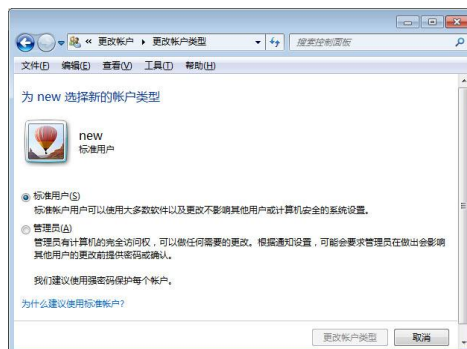 « 更改帐户 ▸ 更改帐户类型
搜索控制面板
文件(F) 编辑(E) 查看(V) 工具(T) 帮助(H)
为 new 选择新的帐户类型
new
标准用户
标准用户(S)
标准帐户用户可以使用大多数软件以及更改不影响其他用户或计算机安全的系统设置。
管理员(A)
管理员有计算机的完全访问权，可以做任何需要的更改。根据通知设置，可能会要求管理员在做出会影响
其他用户的更改前提供密码或确认。
我们建议使用强密码保护每个帐户。
为什么建议使用标准帐户?
更改帐户类型 取消